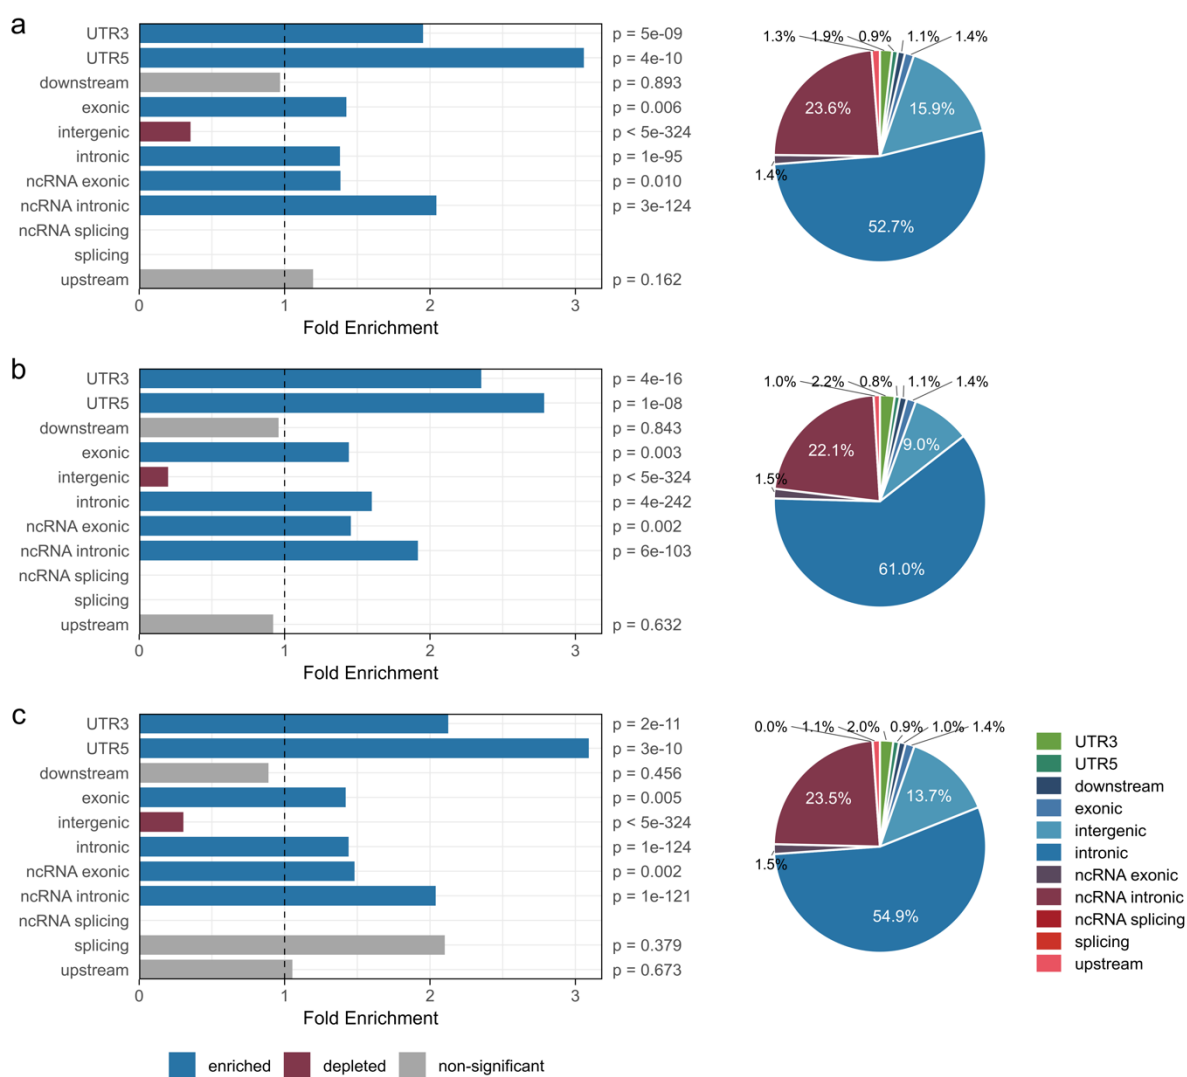 a
UTR3 p = 5e-09
UTR5 p = 4e-10
downstream p = 0.893
exonic p = 0.006
intergenic p < 5e-324
intronic p = 1e-95
ncRNA exonic p = 0.010
ncRNA intronic p = 3e-124
ncRNA splicing
splicing
upstream p = 0.162
0 1 2 3
Fold Enrichment
1.3% 1.9% 0.9% 1.1% 1.4%
23.6% 15.9%
1.4%
52.7%
b
UTR3 p = 4e-16
UTR5 p = 1e-08
downstream p = 0.843
exonic p = 0.003
intergenic p < 5e-324
intronic p = 4e-242
ncRNA exonic p = 0.002
ncRNA intronic p = 6e-103
ncRNA splicing
splicing
upstream p = 0.632
0 1 2 3
Fold Enrichment
1.0% 2.2% 0.8% 1.1% 1.4%
22.1% 9.0%
1.5%
61.0%
c
UTR3 p = 2e-11
UTR5 p = 3e-10
downstream p = 0.456
exonic p = 0.005
intergenic p < 5e-324
intronic p = 1e-124
ncRNA exonic p = 0.002
ncRNA intronic p = 1e-121
ncRNA splicing
splicing p = 0.379
upstream p = 0.673
0 1 2 3
Fold Enrichment
0.0% 1.1% 2.0% 0.9% 1.0% 1.4%
23.5% 13.7%
1.5%
54.9%
UTR3
UTR5
downstream
exonic
intergenic
intronic
ncRNA exonic
ncRNA intronic
ncRNA splicing
splicing
upstream
enriched depleted non-significant